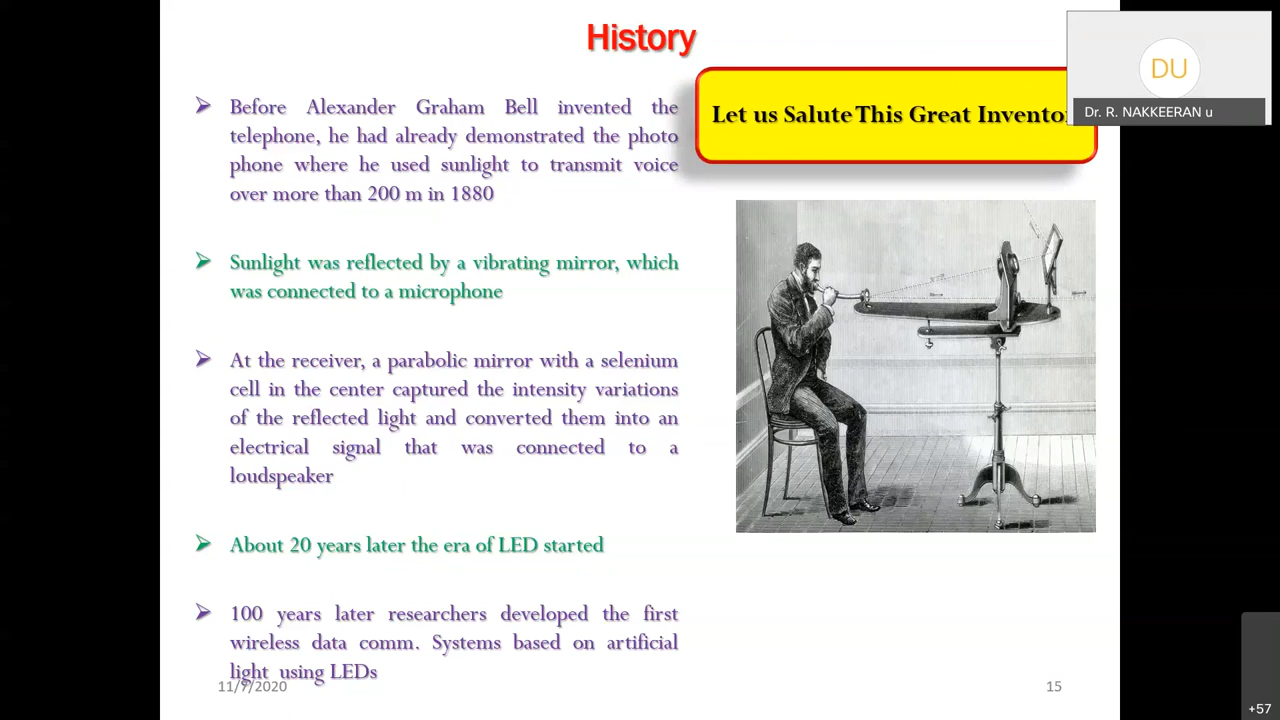 History
Before Alexander Graham Bell invented the
telephone, he had already demonstrated the photo
phone where he used sunlight to transmit voice
over more than 200 m in 1880
Sunlight was reflected by a vibrating mirror, which
was connected to a microphone
At the receiver, a parabolic mirror with a selenium
cell in the center captured the intensity variations
of the reflected light and converted them into an
electrical signal that was connected to a
loudspeaker
About 20 years later the era of LED started
100 years later researchers developed the first
wireless data comm. Systems based on artificial
light using LEDs
Let us Salute This Great Invento
DU
Dr. R. NAKKEERAN u
11/9/2020
15
+57